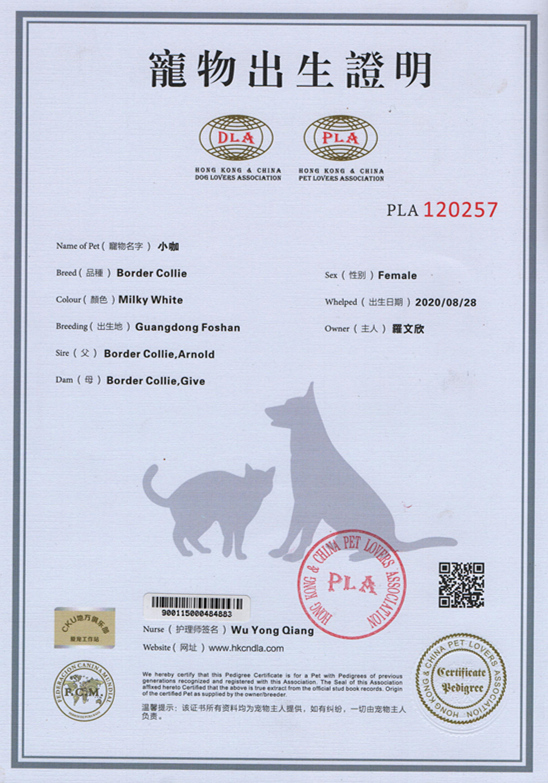 寵物出生證明
DLA
HONG KONG & CHINA
DOG LOVERS ASSOCIATION
PLA
HONG KONG & CHINA
PET LOVERS ASSOCIATION
PLA 120257
Name of Pet ( 寵物名字 ) 小咖
Breed ( 品種 ) Border Collie
Sex ( 性别 ) Female
Colour ( 顏色 ) Milky White
Whelped ( 出生日期 ) 2020/08/28
Breeding ( 出生地 ) Guangdong Foshan
Owner ( 主人 ) 羅文欣
Sire ( 父 ) Border Collie,Arnold
Dam ( 母 ) Border Collie,Give
HONG KONG & CHINA PET LOVERS ASSOCIATION
PLA
900115000484883
CKU地方俱乐部
Nurse ( 护理师签名 ) Wu Yong Qiang
Website ( 网址 ) www.hkcndla.com
F.C.M.
We hereby certify that this Pedigree Certificate is for a Pet with Pedigrees of previous
generations recognized and registered with this Association. The Seal of this Association
affixed hereto Certified that the above is true extract from the official stud book records. Origin
of the certified Pet as supplied by the owner/breeder.
温馨提示: 该证书所有资料均为宠物主人提供, 如有纠纷, 一切由宠物主人
负责。
HONG KONG & CHINA PET LOVERS ASSOCIATION
Certificate
Pedigree